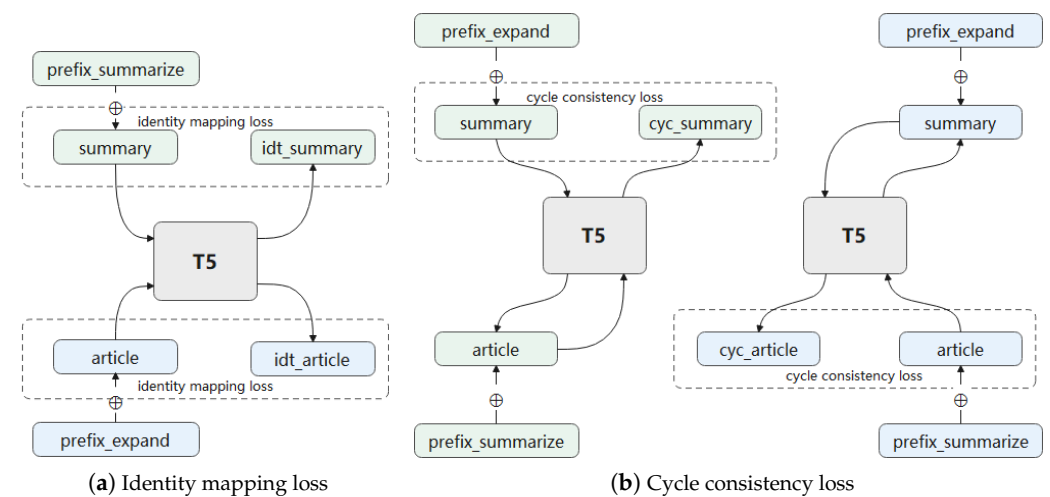 prefix_summarize
⊕
identity mapping loss
summary
idt_summary
T5
article
idt_article
identity mapping loss
⊕
prefix_expand
(a) Identity mapping loss
prefix_expand
⊕
cycle consistency loss
summary
cyc_summary
T5
article
⊕
prefix_summarize
prefix_expand
⊕
summary
T5
cyc_article
article
cycle consistency loss
⊕
prefix_summarize
(b) Cycle consistency loss